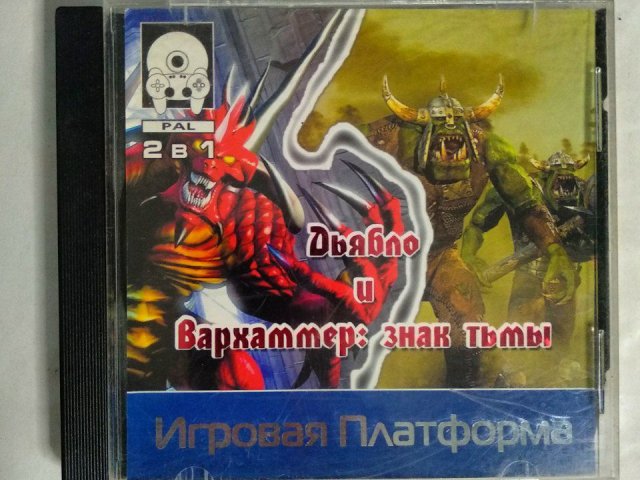 PAL
2 в 1
Дьябло
и
Вархаммер: знак тьмы
Игровая Платформа